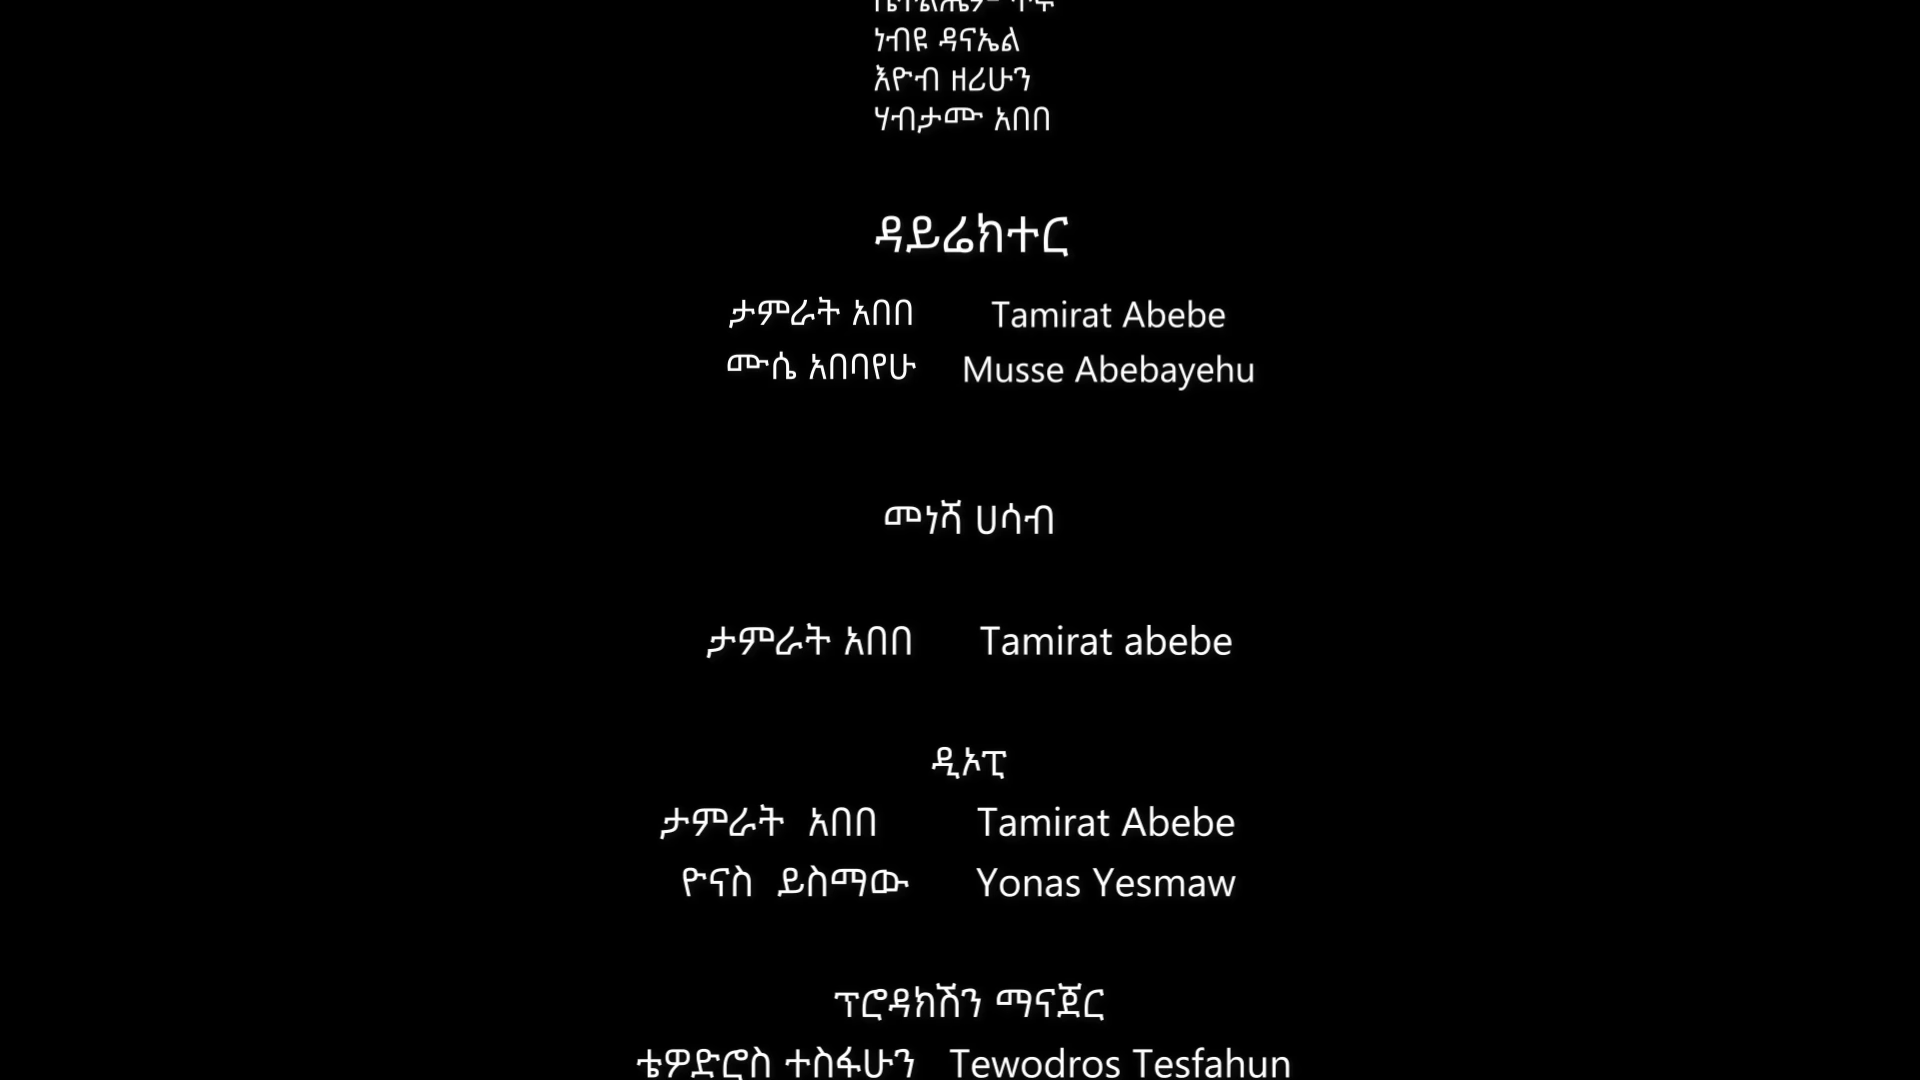 ነብዩ ዳናኤል
እዮብ ዘሪሁን
ሃብታሙ አበበ
ዳይሬክተር
ታምራት አበበ Tamirat Abebe
ሙሴ አበባየሁ Musse Abebayehu
መነሻ ሀሳብ
ታምራት አበበ Tamirat abebe
ዲኦፒ
ታምራት አበበ Tamirat Abebe
ዮናስ ይስማው Yonas Yesmaw
ፕሮዳክሽን ማናጀር
ቴዎድሮስ ተስፋሁን Tewodros Tesfahun